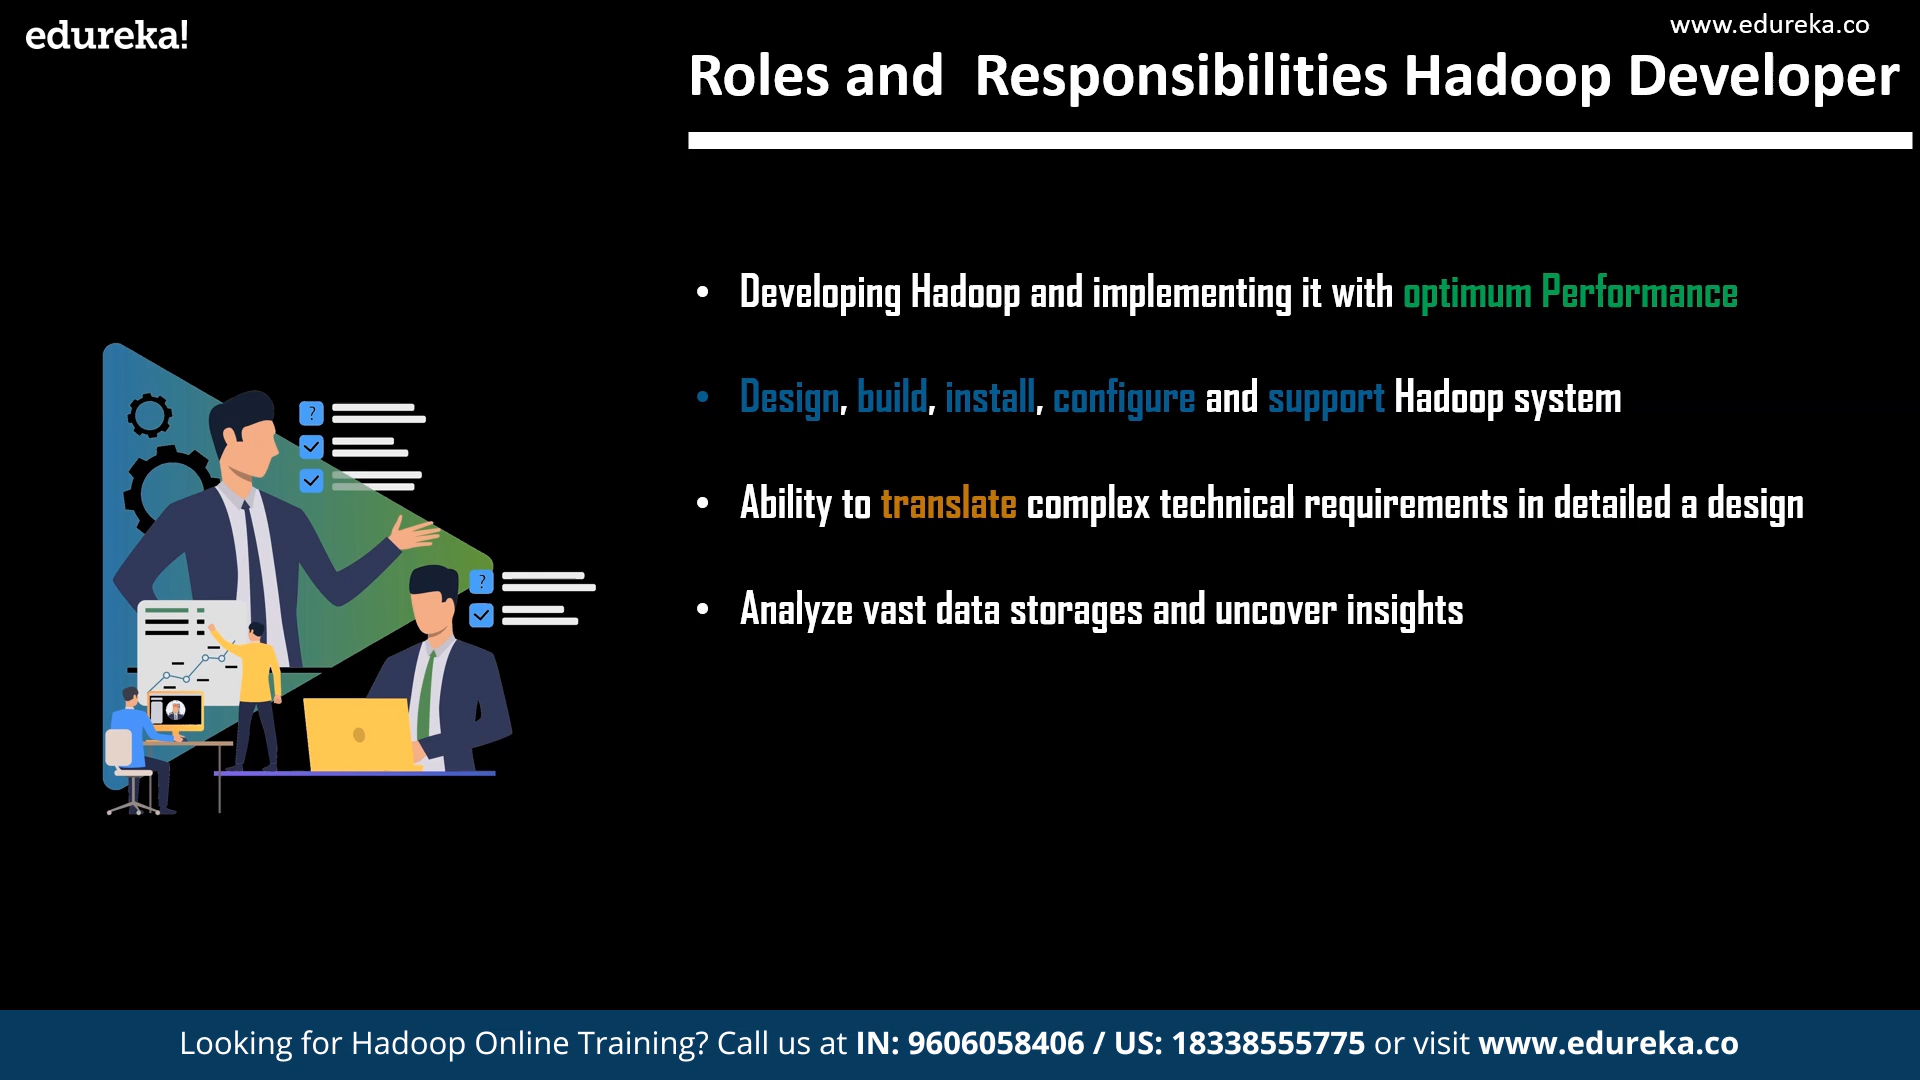 edureka!
www.edureka.co
Roles and  Responsibilities Hadoop Developer
• Developing Hadoop and implementing it with optimum Performance
• Design, build, install, configure and support Hadoop system
• Ability to translate complex technical requirements in detailed a design
• Analyze vast data storages and uncover insights
?
?
Looking for Hadoop Online Training? Call us at IN: 9606058406 / US: 18338555775 or visit www.edureka.co